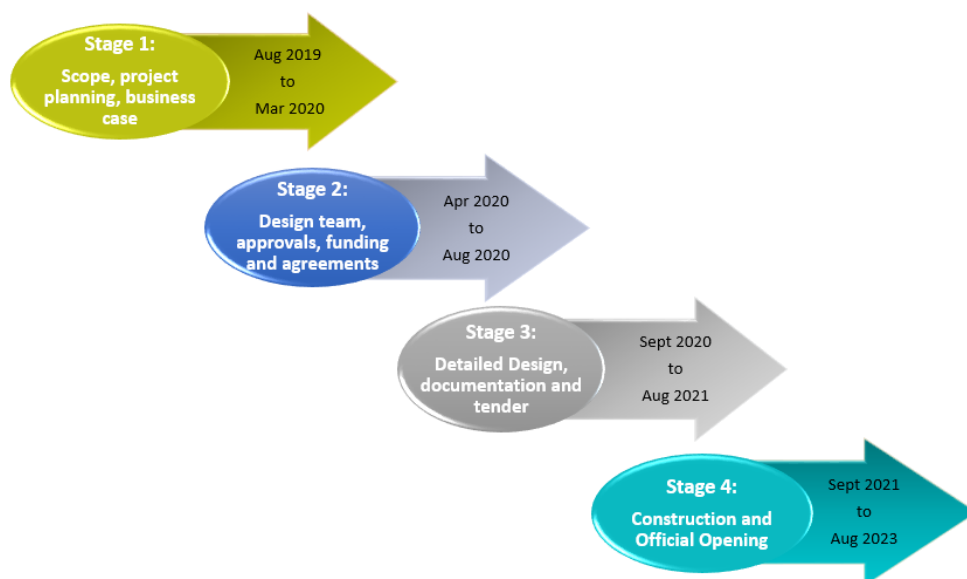 Stage 1:
Scope, project
planning, business
case
Aug 2019
to
Mar 2020
Stage 2:
Design team,
approvals, funding
and agreements
Apr 2020
to
Aug 2020
Stage 3:
Detailed Design,
documentation and
tender
Sept 2020
to
Aug 2021
Stage 4:
Construction and
Official Opening
Sept 2021
to
Aug 2023